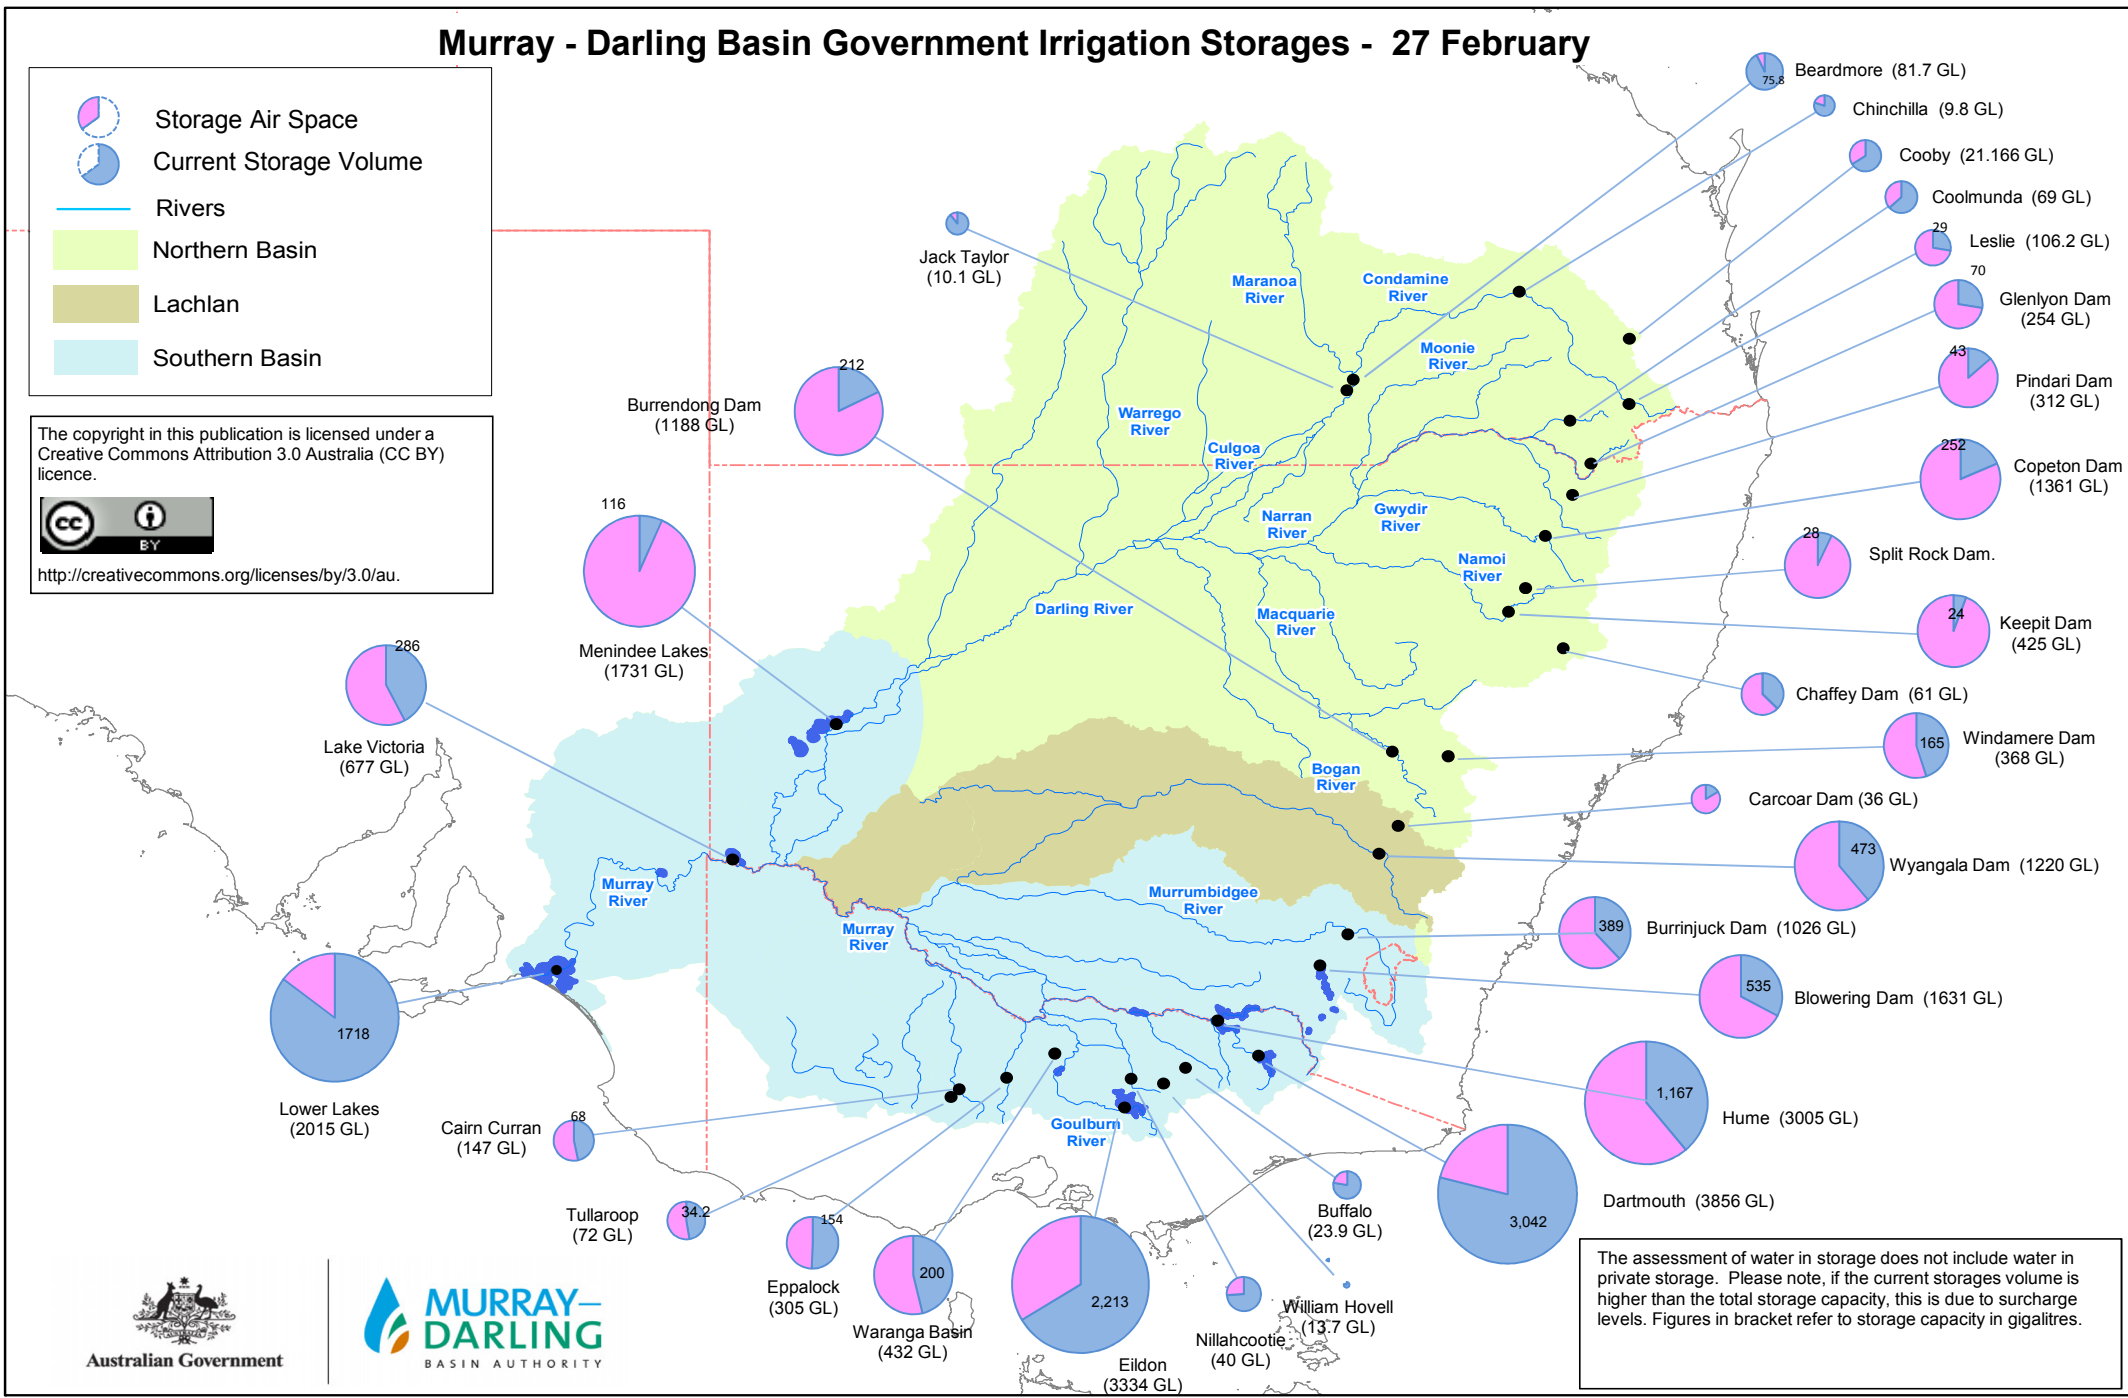 Murray - Darling Basin Government Irrigation Storages - 27 February
Storage Air Space
Current Storage Volume
Rivers
Northern Basin
Lachlan
Southern Basin
The copyright in this publication is licensed under a
Creative Commons Attribution 3.0 Australia (CC BY)
licence.
cc
BY
http://creativecommons.org/licenses/by/3.0/au.
75.8
Beardmore (81.7 GL)
Chinchilla (9.8 GL)
Cooby (21.166 GL)
Coolmunda (69 GL)
29
Leslie (106.2 GL)
70
Glenlyon Dam
(254 GL)
43
Pindari Dam
(312 GL)
252
Copeton Dam
(1361 GL)
28
Split Rock Dam.
24
Keepit Dam
(425 GL)
Chaffey Dam (61 GL)
165
Windamere Dam
(368 GL)
Carcoar Dam (36 GL)
473
Wyangala Dam (1220 GL)
389
Burrinjuck Dam (1026 GL)
535
Blowering Dam (1631 GL)
1,167
Hume (3005 GL)
3,042
Dartmouth (3856 GL)
Jack Taylor
(10.1 GL)
212
Burrendong Dam
(1188 GL)
116
Menindee Lakes
(1731 GL)
286
Lake Victoria
(677 GL)
1718
Lower Lakes
(2015 GL)
68
Cairn Curran
(147 GL)
34.2
Tullaroop
(72 GL)
154
Eppalock
(305 GL)
200
Waranga Basin
(432 GL)
2,213
Eildon
(3334 GL)
Nillahcootie
(40 GL)
William Hovell
(13.7 GL)
Buffalo
(23.9 GL)
Maranoa
River
Condamine
River
Moonie
River
Warrego
River
Culgoa
River
Narran
River
Gwydir
River
Namoi
River
Darling River
Macquarie
River
Bogan
River
Murray
River
Murrumbidgee
River
Murray
River
Goulburn
River
Australian Government
MURRAY–
DARLING
BASIN AUTHORITY
The assessment of water in storage does not include water in
private storage. Please note, if the current storages volume is
higher than the total storage capacity, this is due to surcharge
levels. Figures in bracket refer to storage capacity in gigalitres.